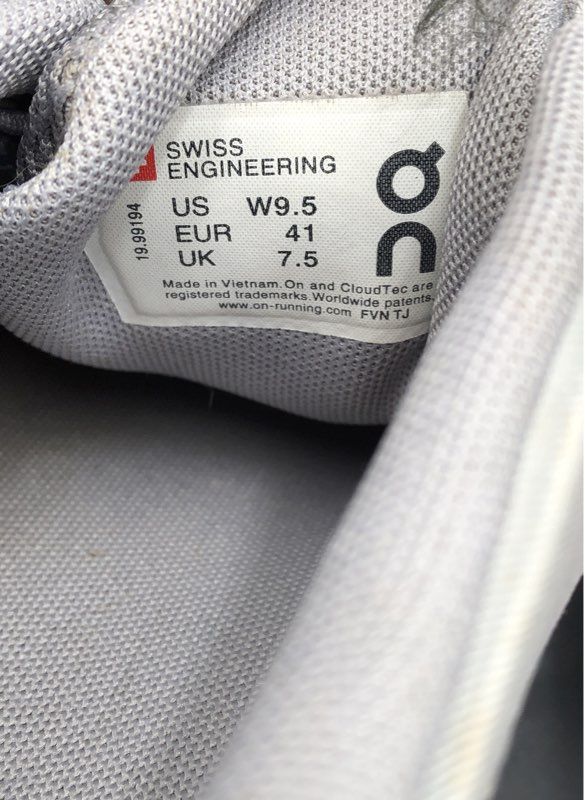 SWISS
ENGINEERING
US W9.5
EUR 41
UK 7.5
19.99194
On
Made in Vietnam. On and CloudTec are
registered trademarks. Worldwide patents.
www.on-running.com FVN TJ